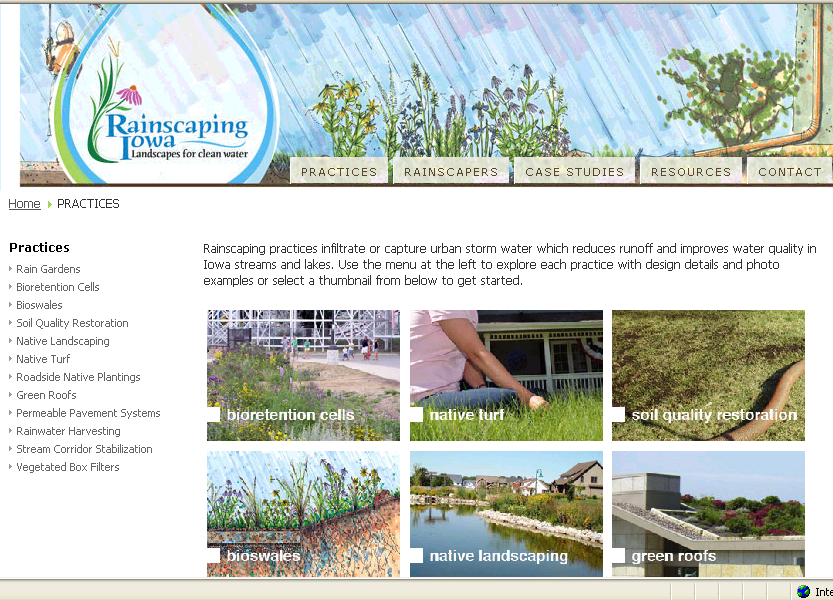 Rainscaping
Iowa
Landscapes for clean water
PRACTICES
RAINSCAPERS
CASE STUDIES
RESOURCES
CONTACT
Home PRACTICES
Practices
Rain Gardens
Bioretention Cells
Bioswales
Soil Quality Restoration
Native Landscaping
Native Turf
Roadside Native Plantings
Green Roofs
Permeable Pavement Systems
Rainwater Harvesting
Stream Corridor Stabilization
Vegetated Box Filters
Rainscaping practices infiltrate or capture urban storm water which reduces runoff and improves water quality in
Iowa streams and lakes. Use the menu at the left to explore each practice with design details and photo
examples or select a thumbnail from below to get started.
bioretention cells
native turf
soil quality restoration
bioswales
native landscaping
green roofs
Inte